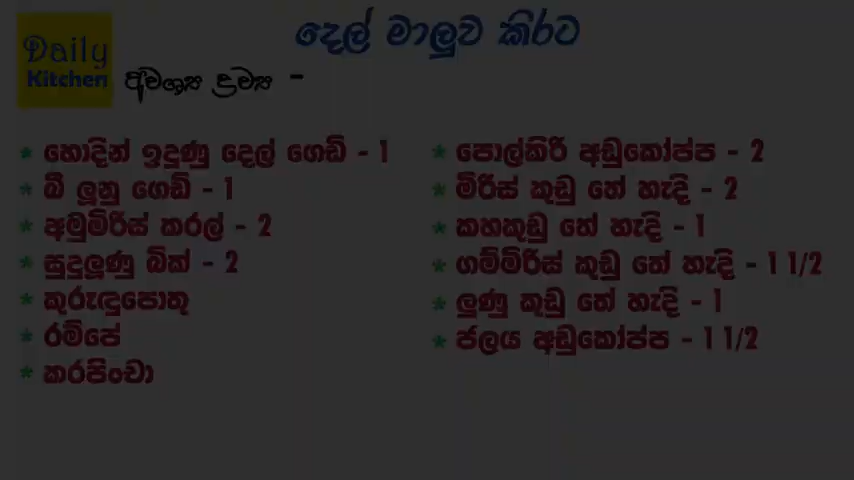 දෙල් මාලුව කිරට
Daily
Kitchen
අවශ්‍ය ද්‍රව්‍ය -
* හොදින් ඉදුණු දෙල් ගෙඩි - 1
* බී ලූනු ගෙඩි - 1
* අමුමිරිස් කරල් - 2
* සුදුලූණු බික් - 2
* කුරුඳුපොතු
* රම්පේ
* කරපිංචා
* පොල්කිරි අඩුකෝප්ප - 2
* මිරිස් කුඩු තේ හැදි - 2
* කහකුඩු තේ හැදි - 1
* ගම්මිරිස් කුඩු තේ හැදි - 1 1/2
* ලුණු කුඩු තේ හැදි - 1
* ජලය අඩුකෝප්ප - 1 1/2